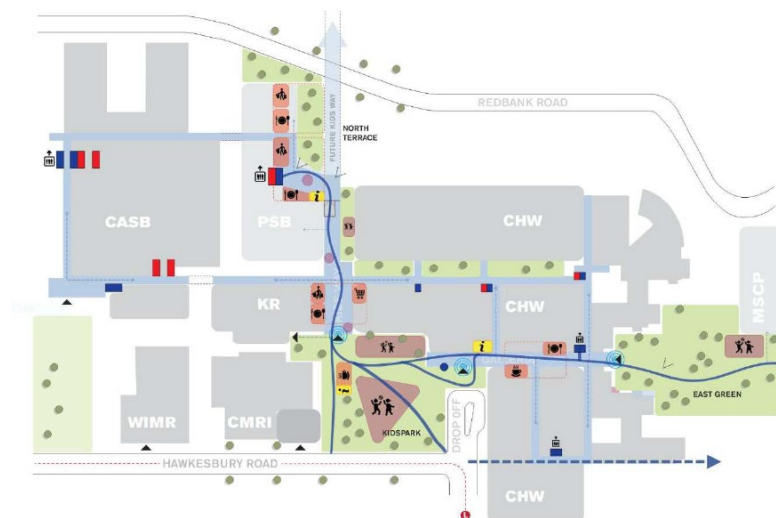 REDBANK ROAD
FUTURE KIDS WAY
NORTH
TERRACE
CASB
PSB
CHW
i
KR
CHW
MSCP
i
EAST GREEN
WIMR
CMRI
KIDSPARK
DROP OFF
HAWKESBURY ROAD
CHW
L